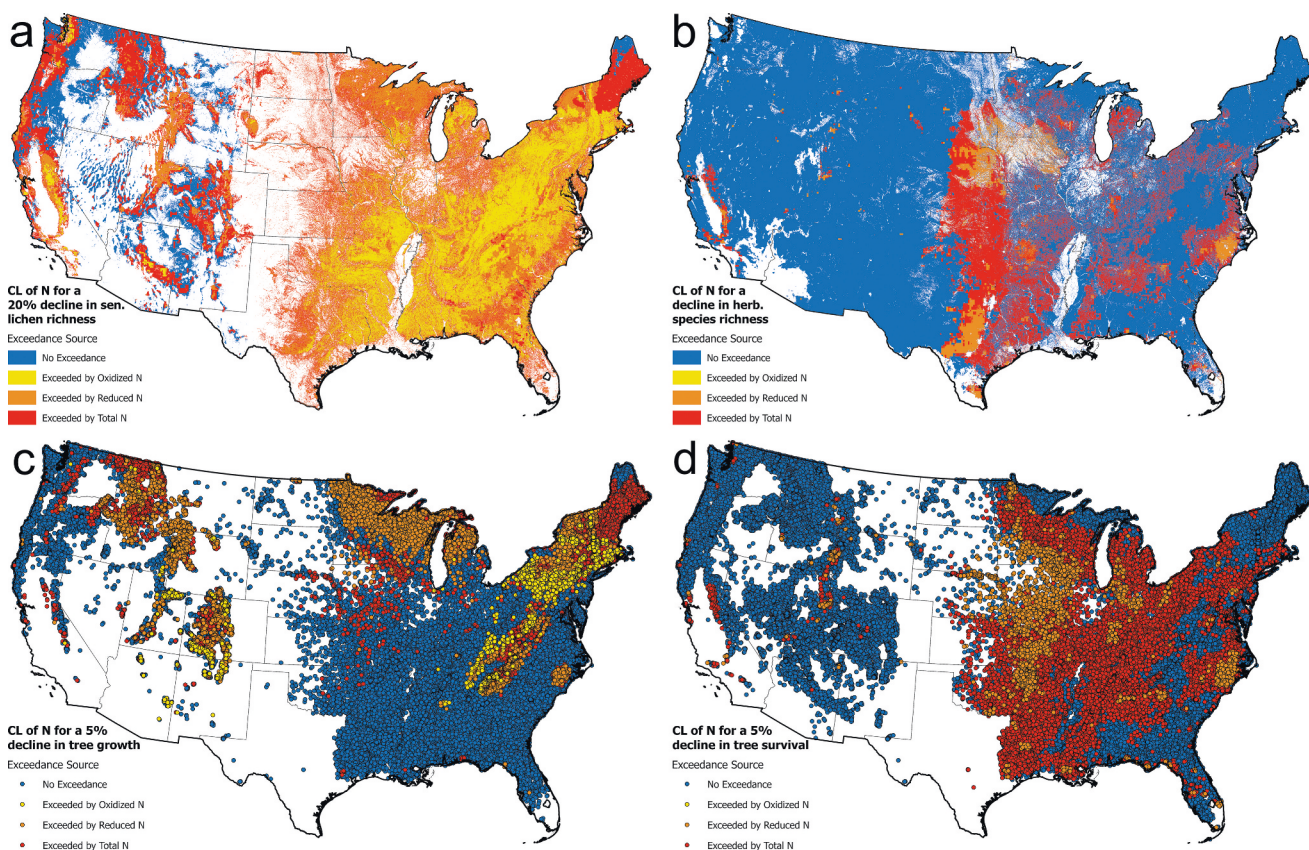 a
CL of N for a
20% decline in sen.
lichen richness
Exceedance Source
No Exceedance
Exceeded by Oxidized N
Exceeded by Reduced N
Exceeded by Total N
b
CL of N for a
decline in herb.
species richness
Exceedance Source
No Exceedance
Exceeded by Oxidized N
Exceeded by Reduced N
Exceeded by Total N
c
CL of N for a 5%
decline in tree growth
Exceedance Source
No Exceedance
Exceeded by Oxidized N
Exceeded by Reduced N
Exceeded by Total N
d
CL of N for a 5%
decline in tree survival
Exceedance Source
No Exceedance
Exceeded by Oxidized N
Exceeded by Reduced N
Exceeded by Total N